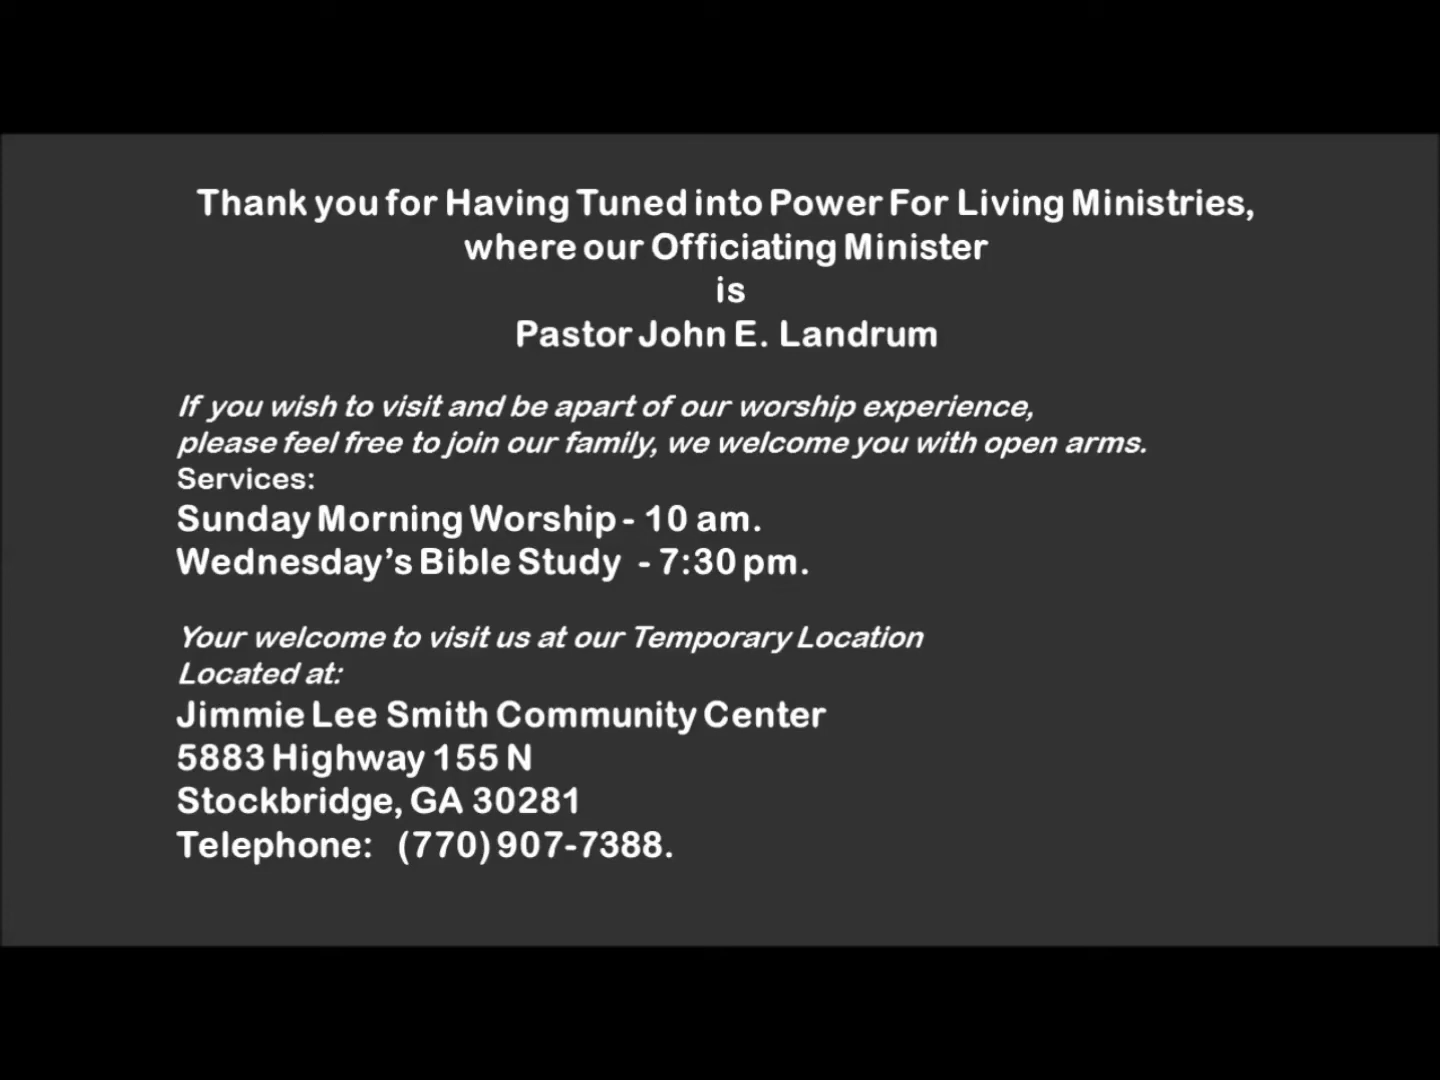 Thank you for Having Tuned into Power For Living Ministries,
where our Officiating Minister
is
Pastor John E. Landrum
If you wish to visit and be apart of our worship experience,
please feel free to join our family, we welcome you with open arms.
Services:
Sunday Morning Worship - 10 am.
Wednesday’s Bible Study - 7:30 pm.
Your welcome to visit us at our Temporary Location
Located at:
Jimmie Lee Smith Community Center
5883 Highway 155 N
Stockbridge, GA 30281
Telephone: (770) 907-7388.